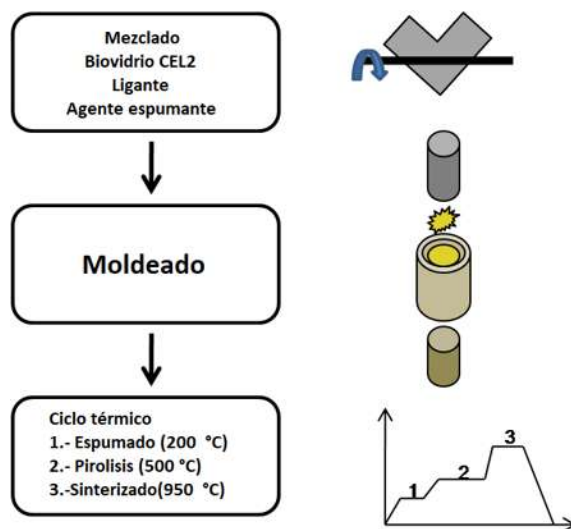 Mezclado
Biovidrio CEL2
Ligante
Agente espumante
Moldeado
Ciclo térmico
1.- Espumado (200 °C)
2.- Pirolisis (500 °C)
3.-Sinterizado(950 °C)
1
2
3